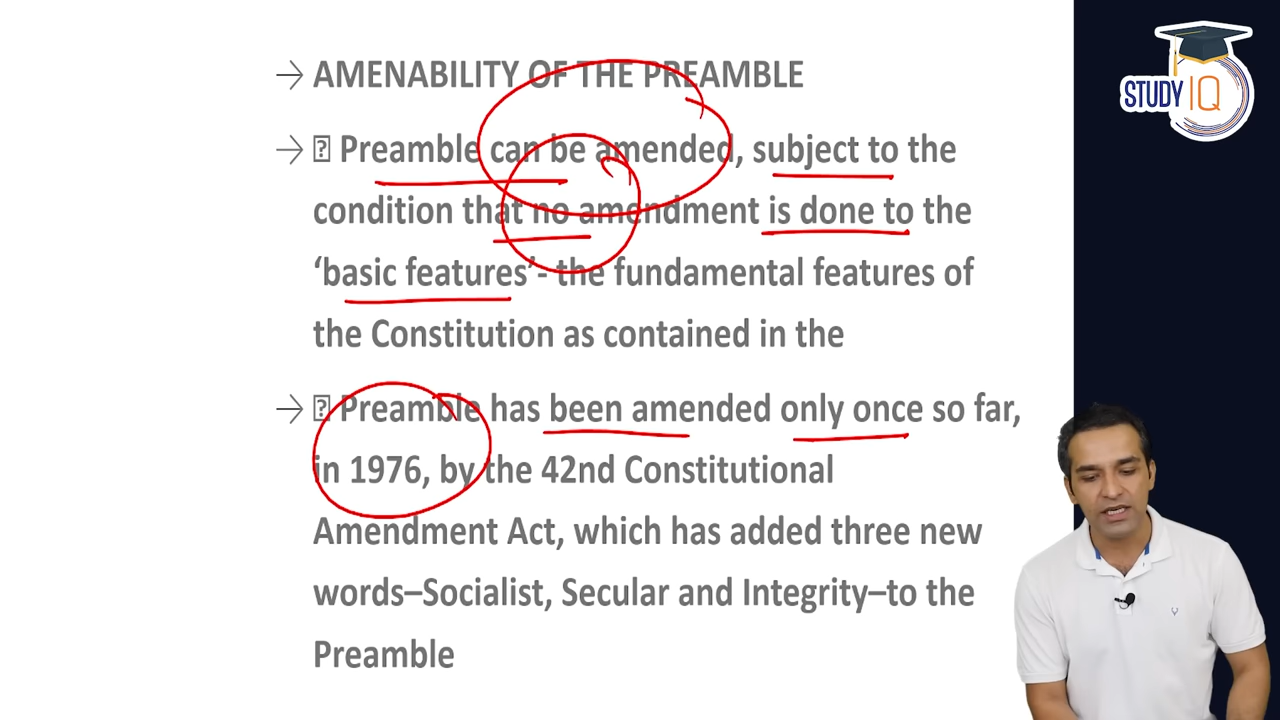 → AMENABILITY OF THE PREAMBLE
→ Preamble can be amended, subject to the
condition that no amendment is done to the
‘basic features’- the fundamental features of
the Constitution as contained in the
→ Preamble has been amended only once so far,
in 1976, by the 42nd Constitutional
Amendment Act, which has added three new
words–Socialist, Secular and Integrity–to the
Preamble
STUDY IQ